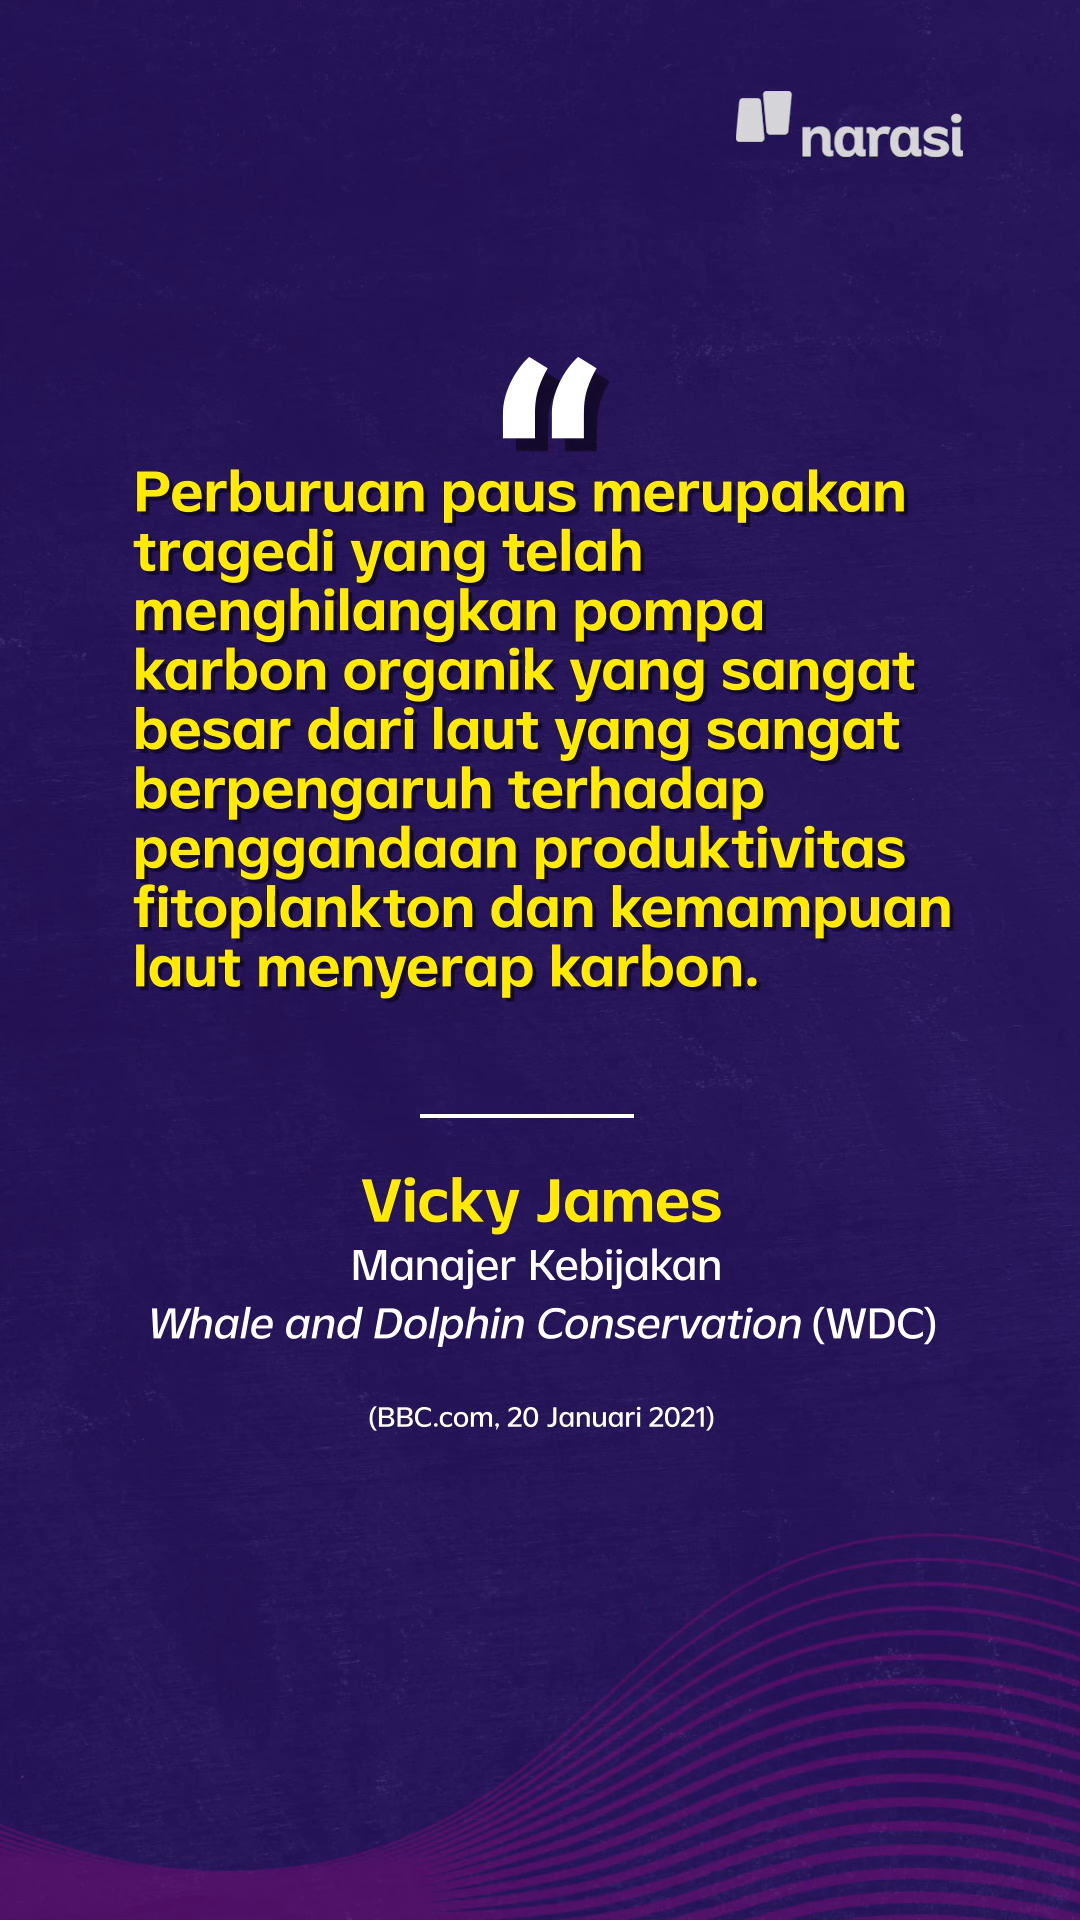 narasi
“
Perburuan paus merupakan
tragedi yang telah
menghilangkan pompa
karbon organik yang sangat
besar dari laut yang sangat
berpengaruh terhadap
penggandaan produktivitas
fitoplankton dan kemampuan
laut menyerap karbon.
Vicky James
Manajer Kebijakan
Whale and Dolphin Conservation (WDC)
(BBC.com, 20 Januari 2021)